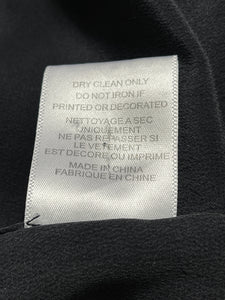 DRY CLEAN ONLY
DO NOT IRON IF
PRINTED OR DECORATED
NETTOYAGE A SEC
UNIQUEMENT
NE PAS REPASSER SI
LE VETEMENT
EST DECORE OU IMPRIME
MADE IN CHINA
FABRIQUE EN CHINE